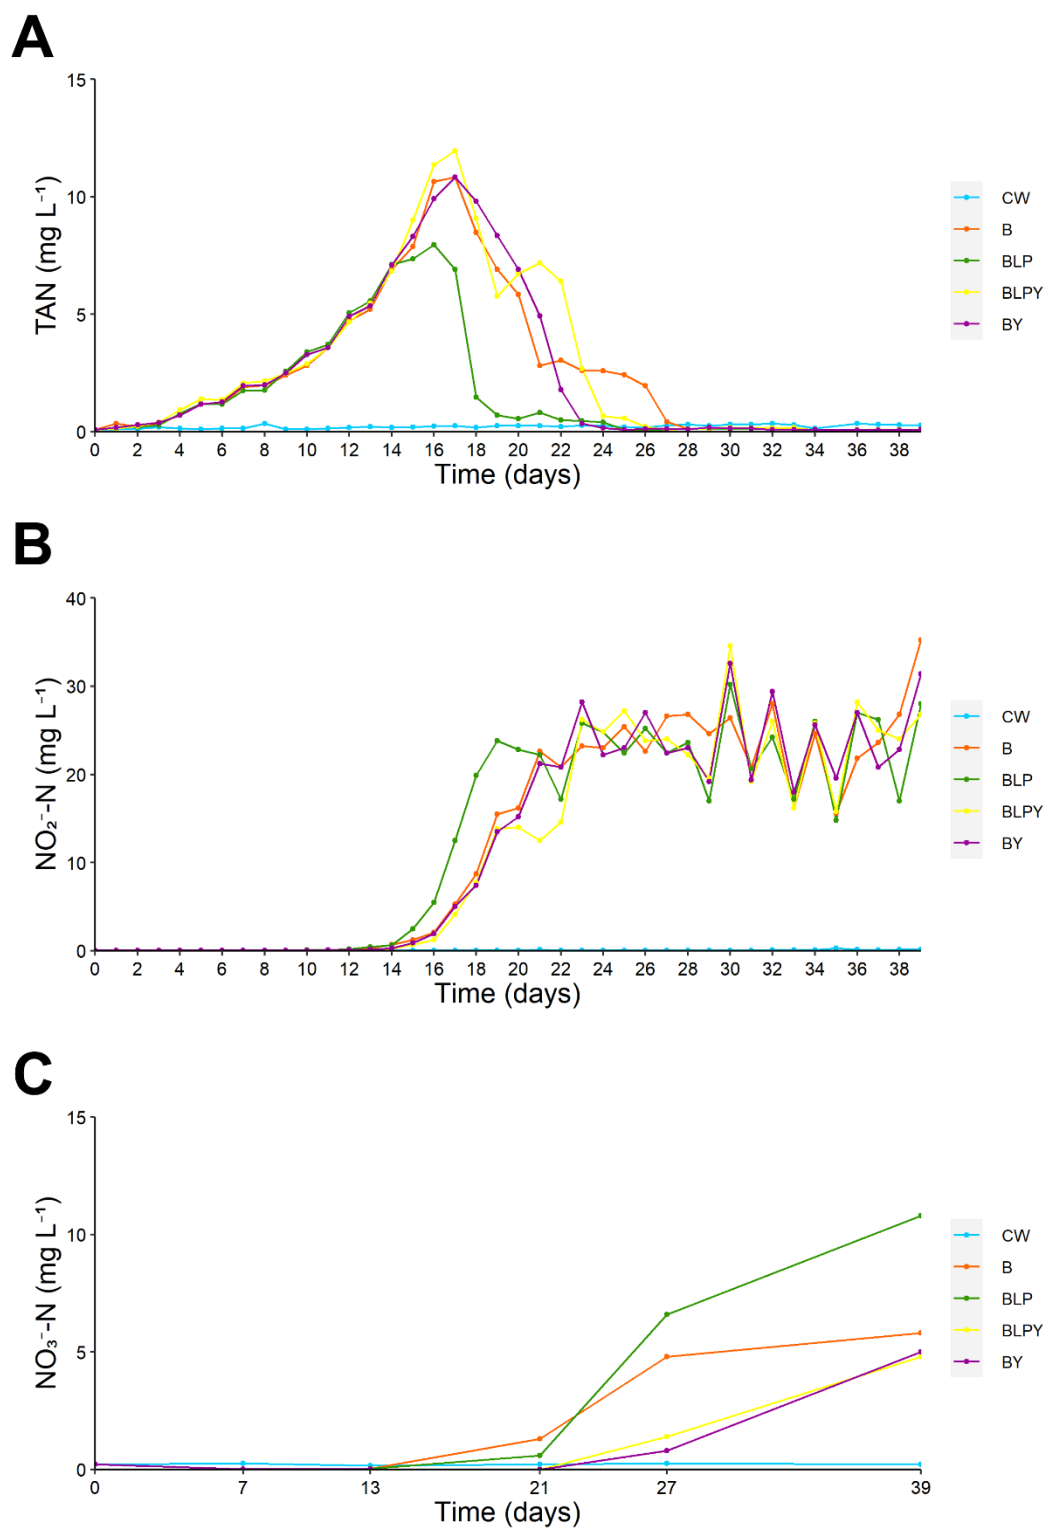 A
TAN (mg L⁻¹)
15
10
5
0
0 2 4 6 8 10 12 14 16 18 20 22 24 26 28 30 32 34 36 38
Time (days)
CW
B
BLP
BLPY
BY
B
NO₂⁻-N (mg L⁻¹)
40
30
20
10
0
0 2 4 6 8 10 12 14 16 18 20 22 24 26 28 30 32 34 36 38
Time (days)
CW
B
BLP
BLPY
BY
C
NO₃⁻-N (mg L⁻¹)
15
10
5
0
0 7 13 21 27 39
Time (days)
CW
B
BLP
BLPY
BY